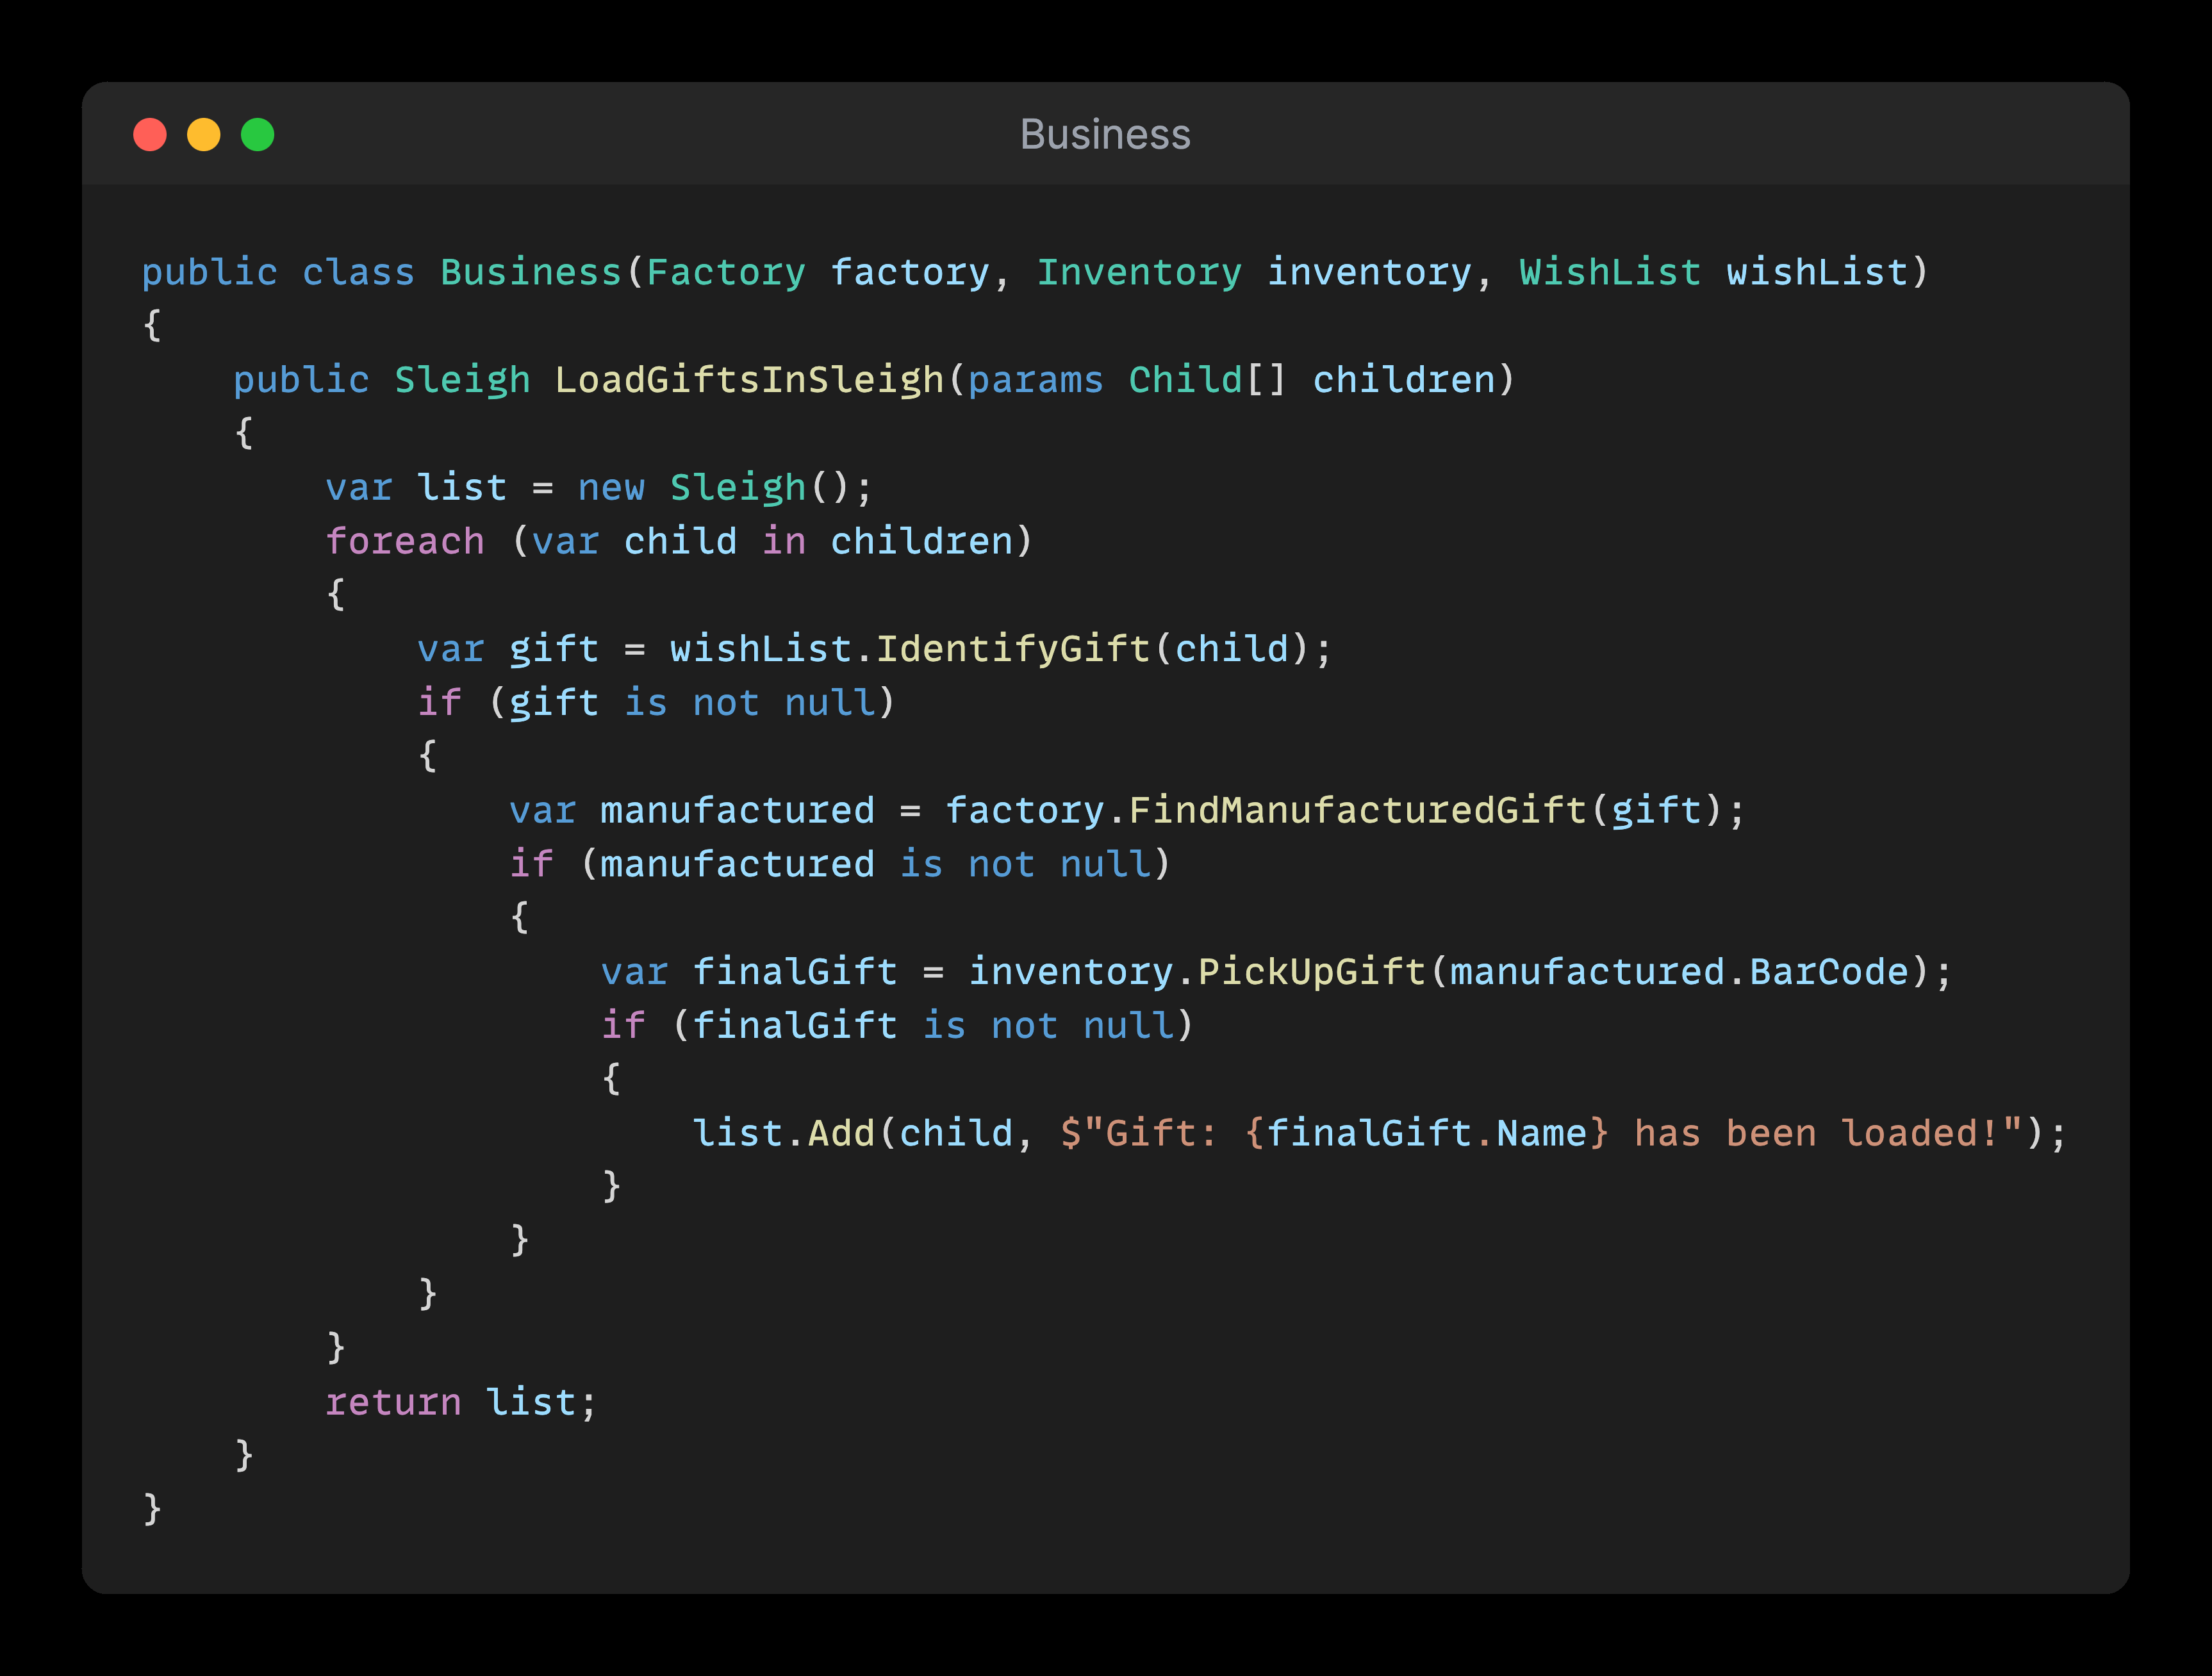 Business
public class Business(Factory factory, Inventory inventory, WishList wishList)
{
    public Sleigh LoadGiftsInSleigh(params Child[] children)
    {
        var list = new Sleigh();
        foreach (var child in children)
        {
            var gift = wishList.IdentifyGift(child);
            if (gift is not null)
            {
                var manufactured = factory.FindManufacturedGift(gift);
                if (manufactured is not null)
                {
                    var finalGift = inventory.PickUpGift(manufactured.BarCode);
                    if (finalGift is not null)
                    {
                        list.Add(child, $"Gift: {finalGift.Name} has been loaded!");
                    }
                }
            }
        }
        return list;
    }
}